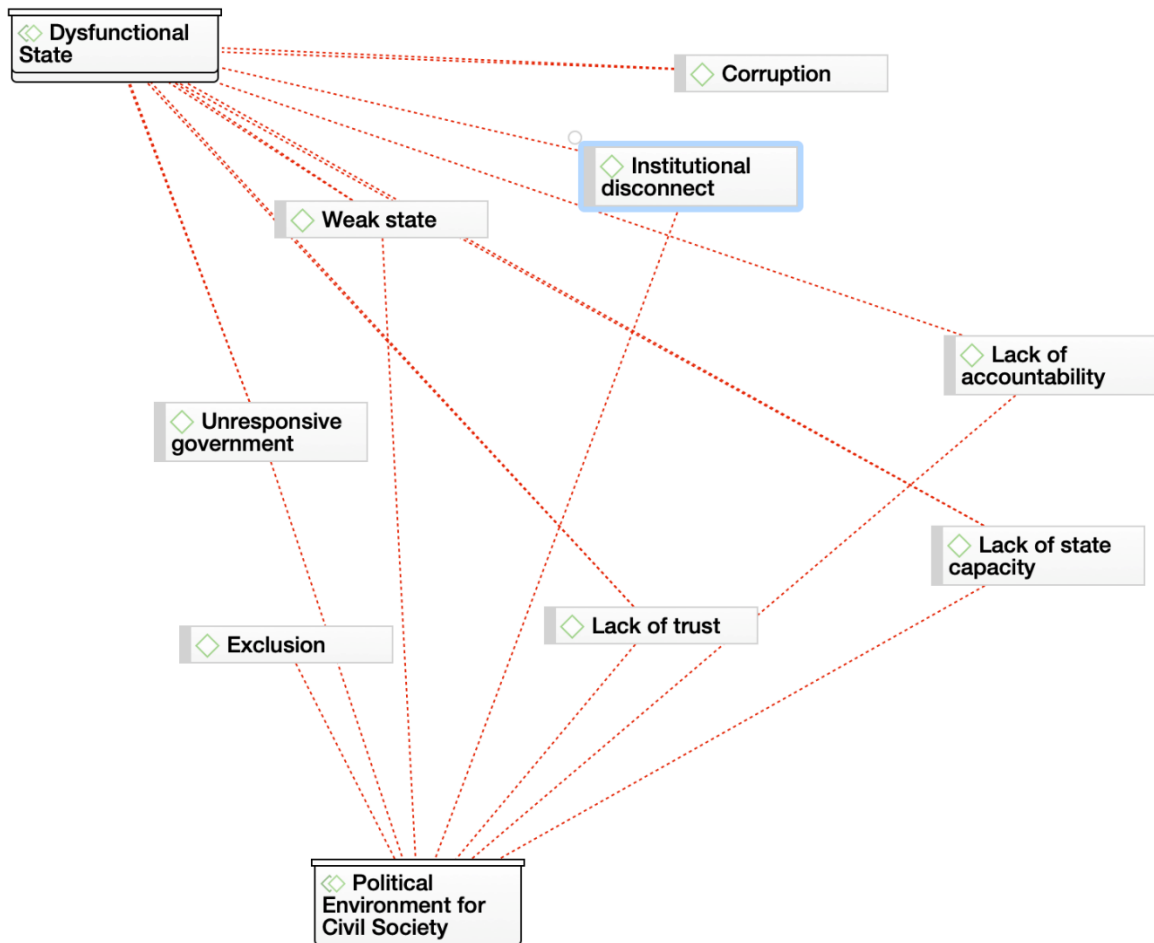 Dysfunctional
State
Corruption
Institutional
disconnect
Weak state
Lack of
accountability
Unresponsive
government
Lack of state
capacity
Lack of trust
Exclusion
Political
Environment for
Civil Society